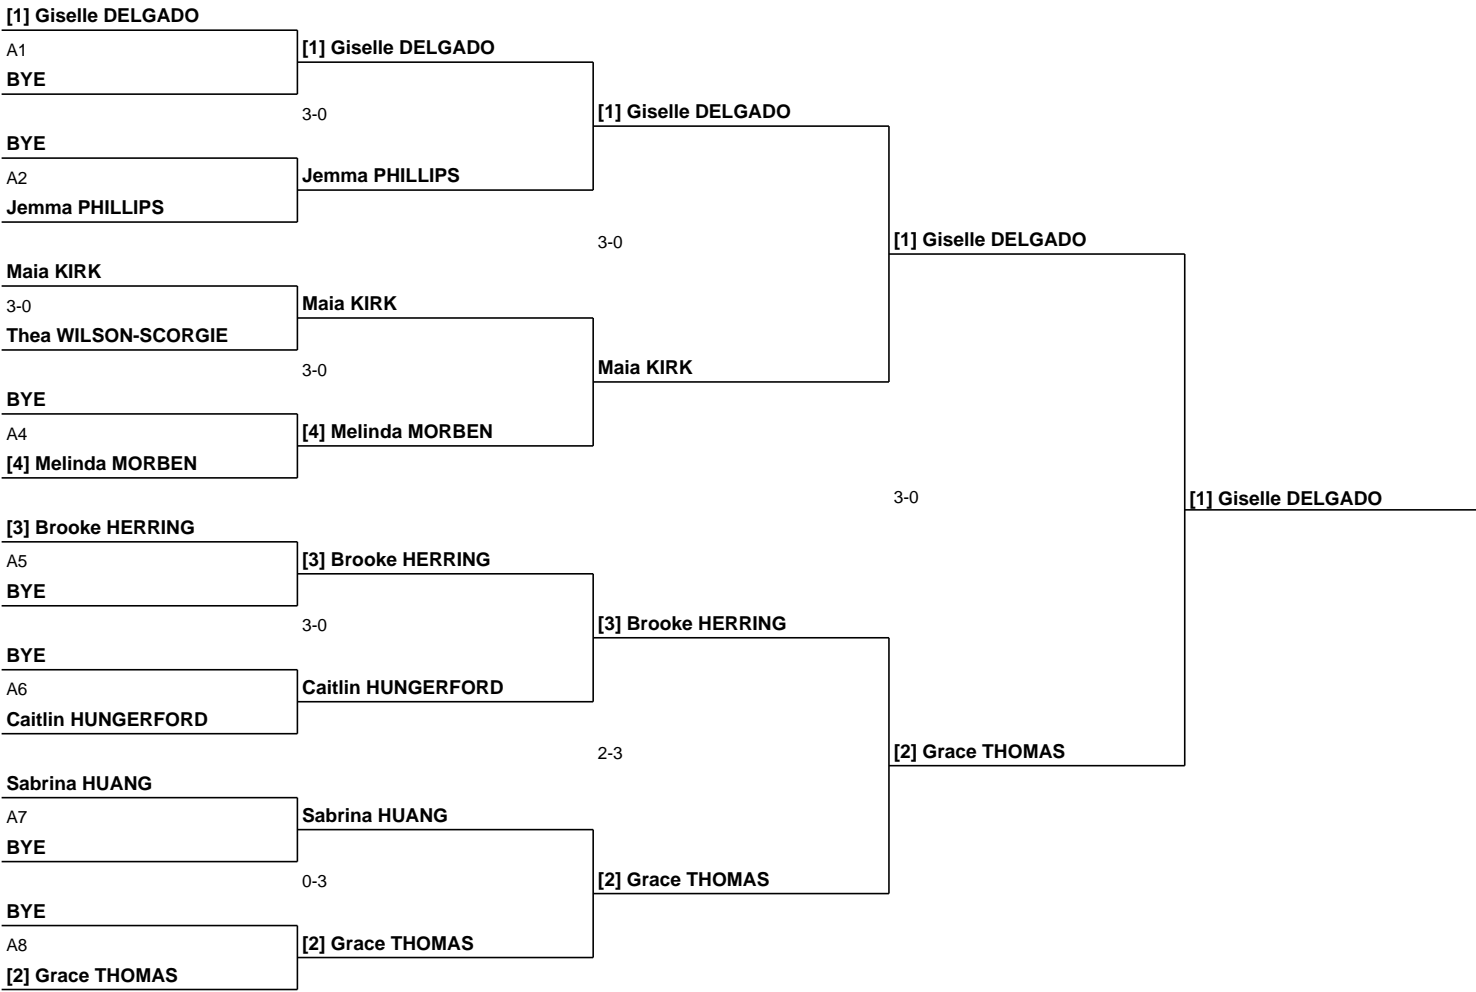 [1] Giselle DELGADO
A1
BYE
BYE
A2
Jemma PHILLIPS
Maia KIRK
3-0
Thea WILSON-SCORGIE
BYE
A4
[4] Melinda MORBEN
[3] Brooke HERRING
A5
BYE
BYE
A6
Caitlin HUNGERFORD
Sabrina HUANG
A7
BYE
BYE
A8
[2] Grace THOMAS
[1] Giselle DELGADO
3-0
Jemma PHILLIPS
Maia KIRK
3-0
[4] Melinda MORBEN
[3] Brooke HERRING
3-0
Caitlin HUNGERFORD
Sabrina HUANG
0-3
[2] Grace THOMAS
[1] Giselle DELGADO
3-0
Maia KIRK
[3] Brooke HERRING
2-3
[2] Grace THOMAS
[1] Giselle DELGADO
3-0
[2] Grace THOMAS
[1] Giselle DELGADO